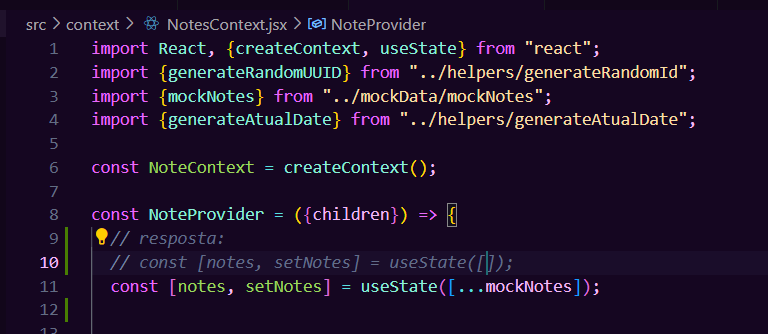 src > context > NotesContext.jsx > NoteProvider
1 import React, {createContext, useState} from "react";
2 import {generateRandomUUID} from "../helpers/generateRandomId";
3 import {mockNotes} from "../mockData/mockNotes";
4 import {generateAtualDate} from "../helpers/generateAtualDate";
5
6 const NoteContext = createContext();
7
8 const NoteProvider = ({children}) => {
9 // resposta:
10 // const [notes, setNotes] = useState([]);
11 const [notes, setNotes] = useState([...mockNotes]);
12